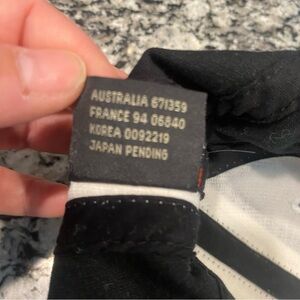 AUSTRALIA 671359
FRANCE 94 06840
KOREA 0092219
JAPAN PENDING